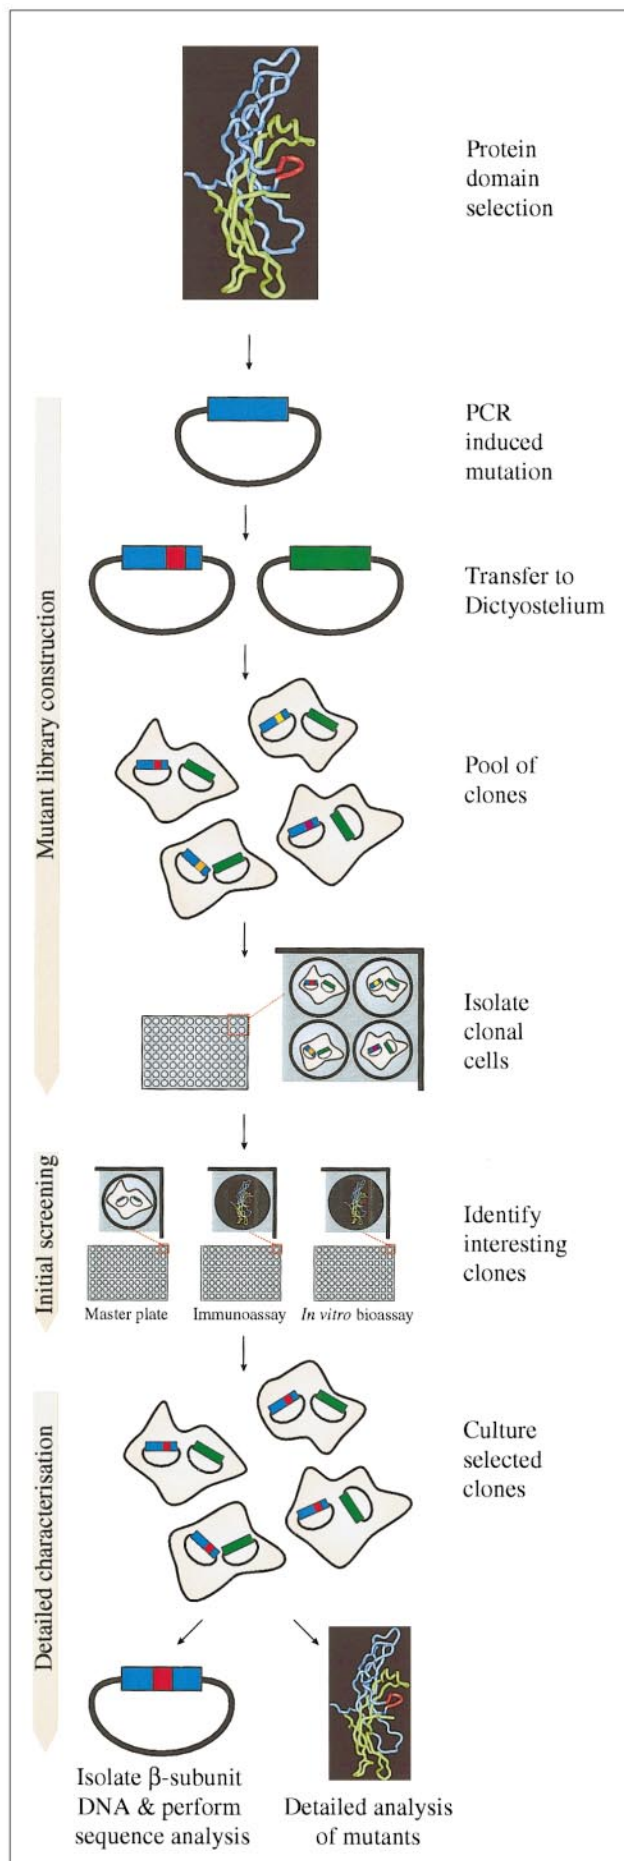 Protein
domain
selection
PCR
induced
mutation
Mutant library construction
Transfer to
Dictyostelium
Pool of
clones
Isolate
clonal
cells
Initial screening
Identify
interesting
clones
Master plate
Immunoassay
In vitro bioassay
Detailed characterisation
Culture
selected
clones
Isolate β-subunit
DNA & perform
sequence analysis
Detailed analysis
of mutants